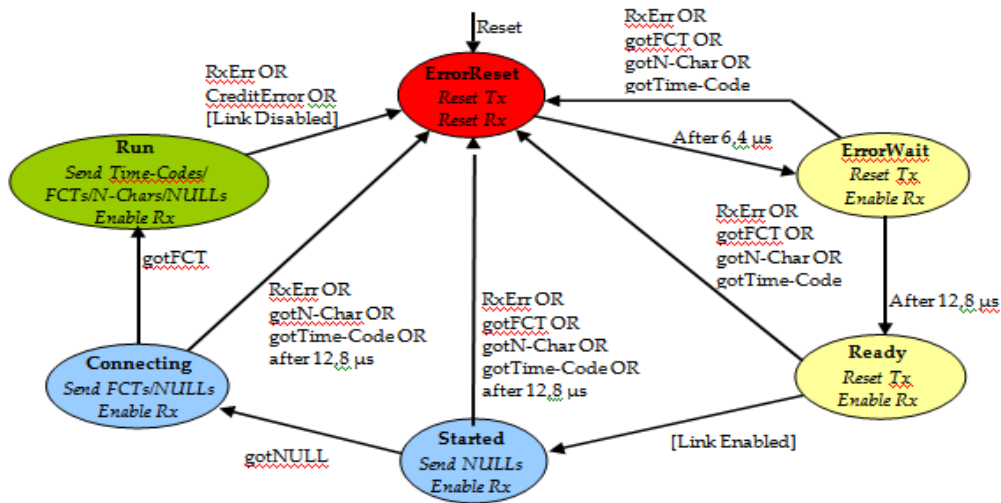 Reset
ErrorReset
Reset Tx
Reset Rx
RxErr OR
gotFCT OR
gotN-Char OR
gotTime-Code
RxErr OR
CreditError OR
[Link Disabled]
After 6,4 µs
Run
Send Time-Codes/
FCTs/N-Chars/NULLs
Enable Rx
ErrorWait
Reset Tx
Enable Rx
gotFCT
RxErr OR
gotN-Char OR
gotTime-Code OR
after 12,8 µs
RxErr OR
gotFCT OR
gotN-Char OR
gotTime-Code OR
after 12,8 µs
RxErr OR
gotFCT OR
gotN-Char OR
gotTime-Code
After 12,8 µs
Connecting
Send FCTs/NULLs
Enable Rx
Ready
Reset Tx
Enable Rx
gotNULL
Started
Send NULLs
Enable Rx
[Link Enabled]